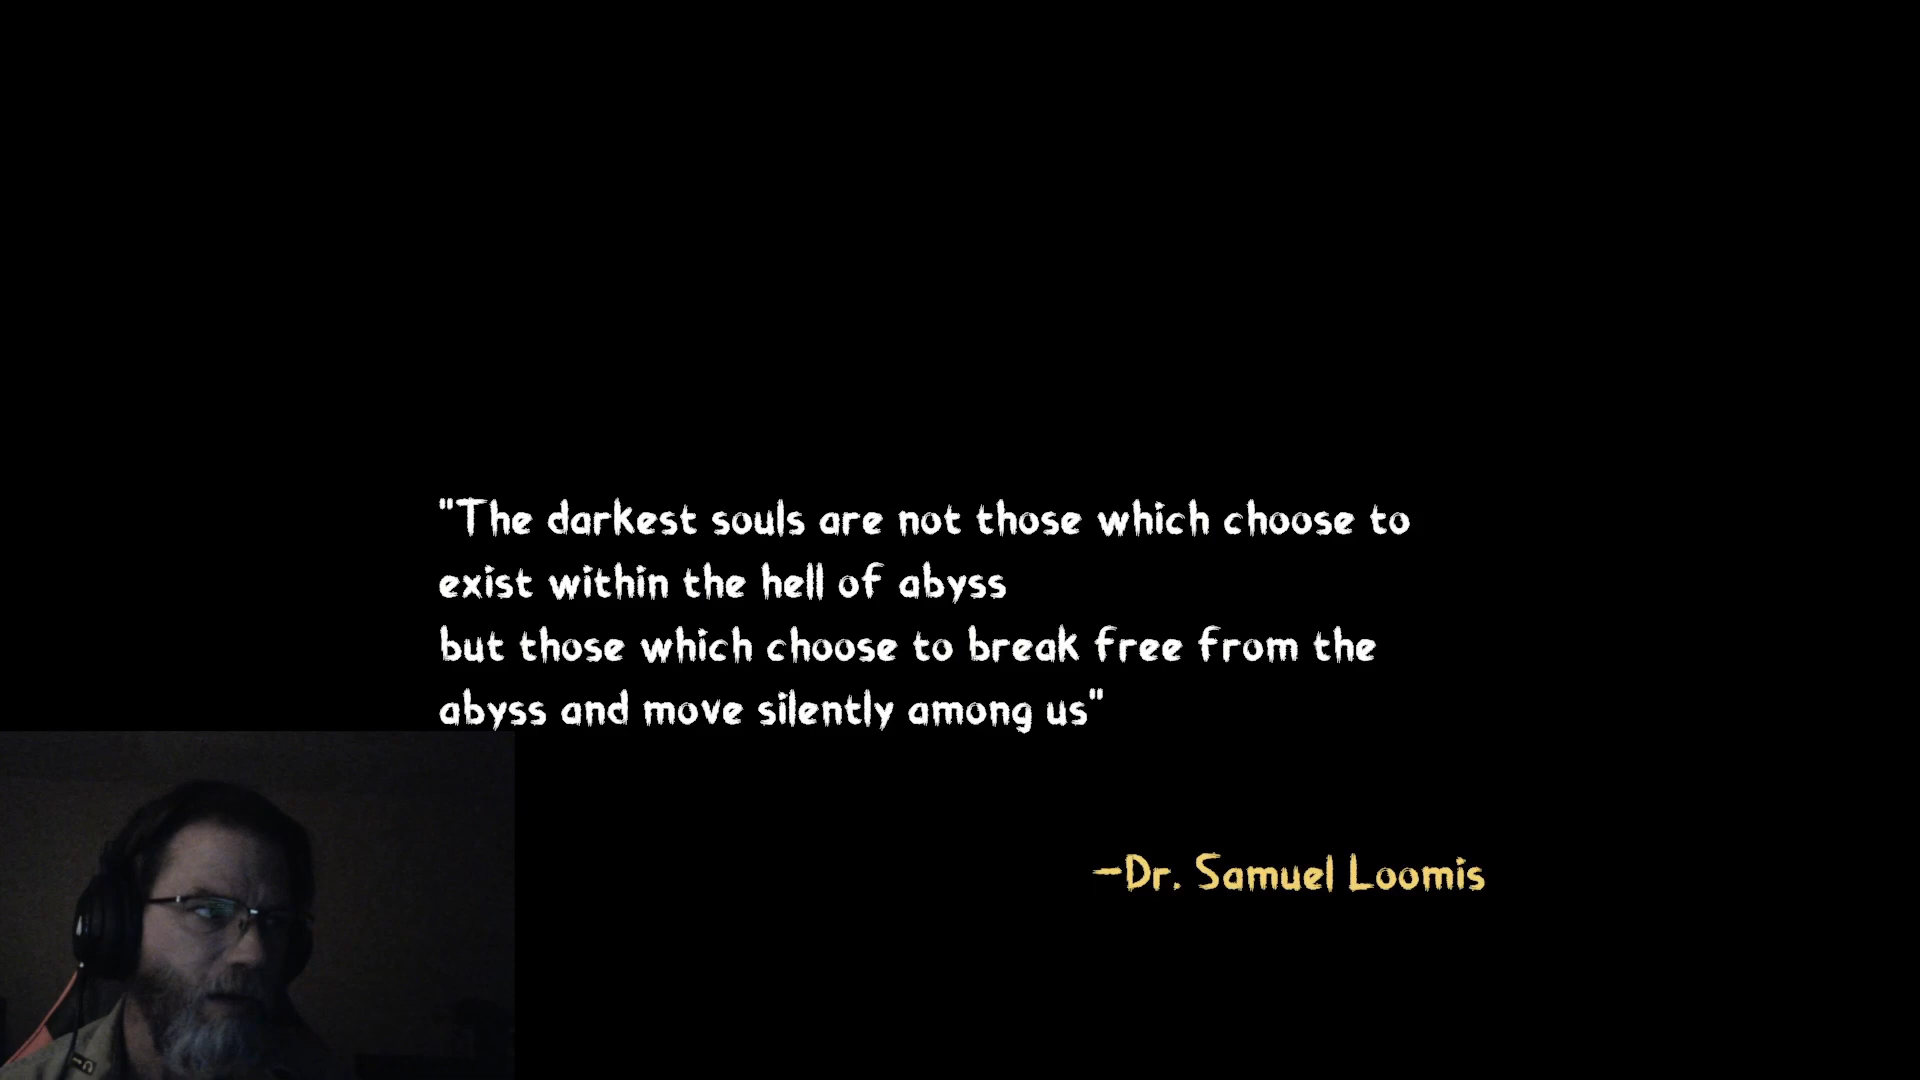 "The darkest souls are not those which choose to
exist within the hell of abyss
but those which choose to break free from the
abyss and move silently among us"
-Dr. Samuel Loomis